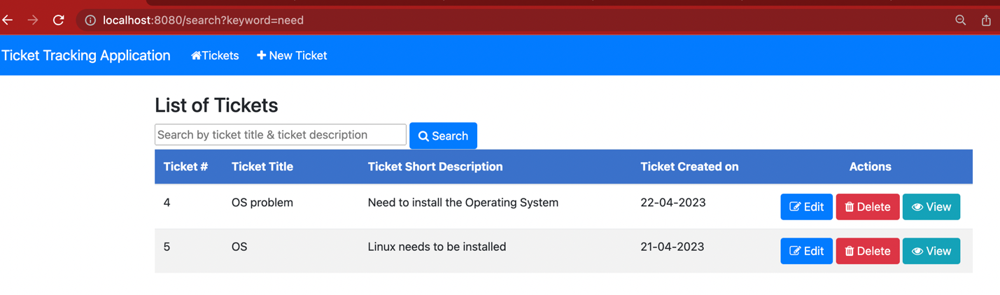 localhost:8080/search?keyword=need
Ticket Tracking Application Tickets New Ticket
List of Tickets
Search by ticket title & ticket description Search
Ticket # Ticket Title Ticket Short Description Ticket Created on Actions
4 OS problem Need to install the Operating System 22-04-2023 Edit Delete View
5 OS Linux needs to be installed 21-04-2023 Edit Delete View